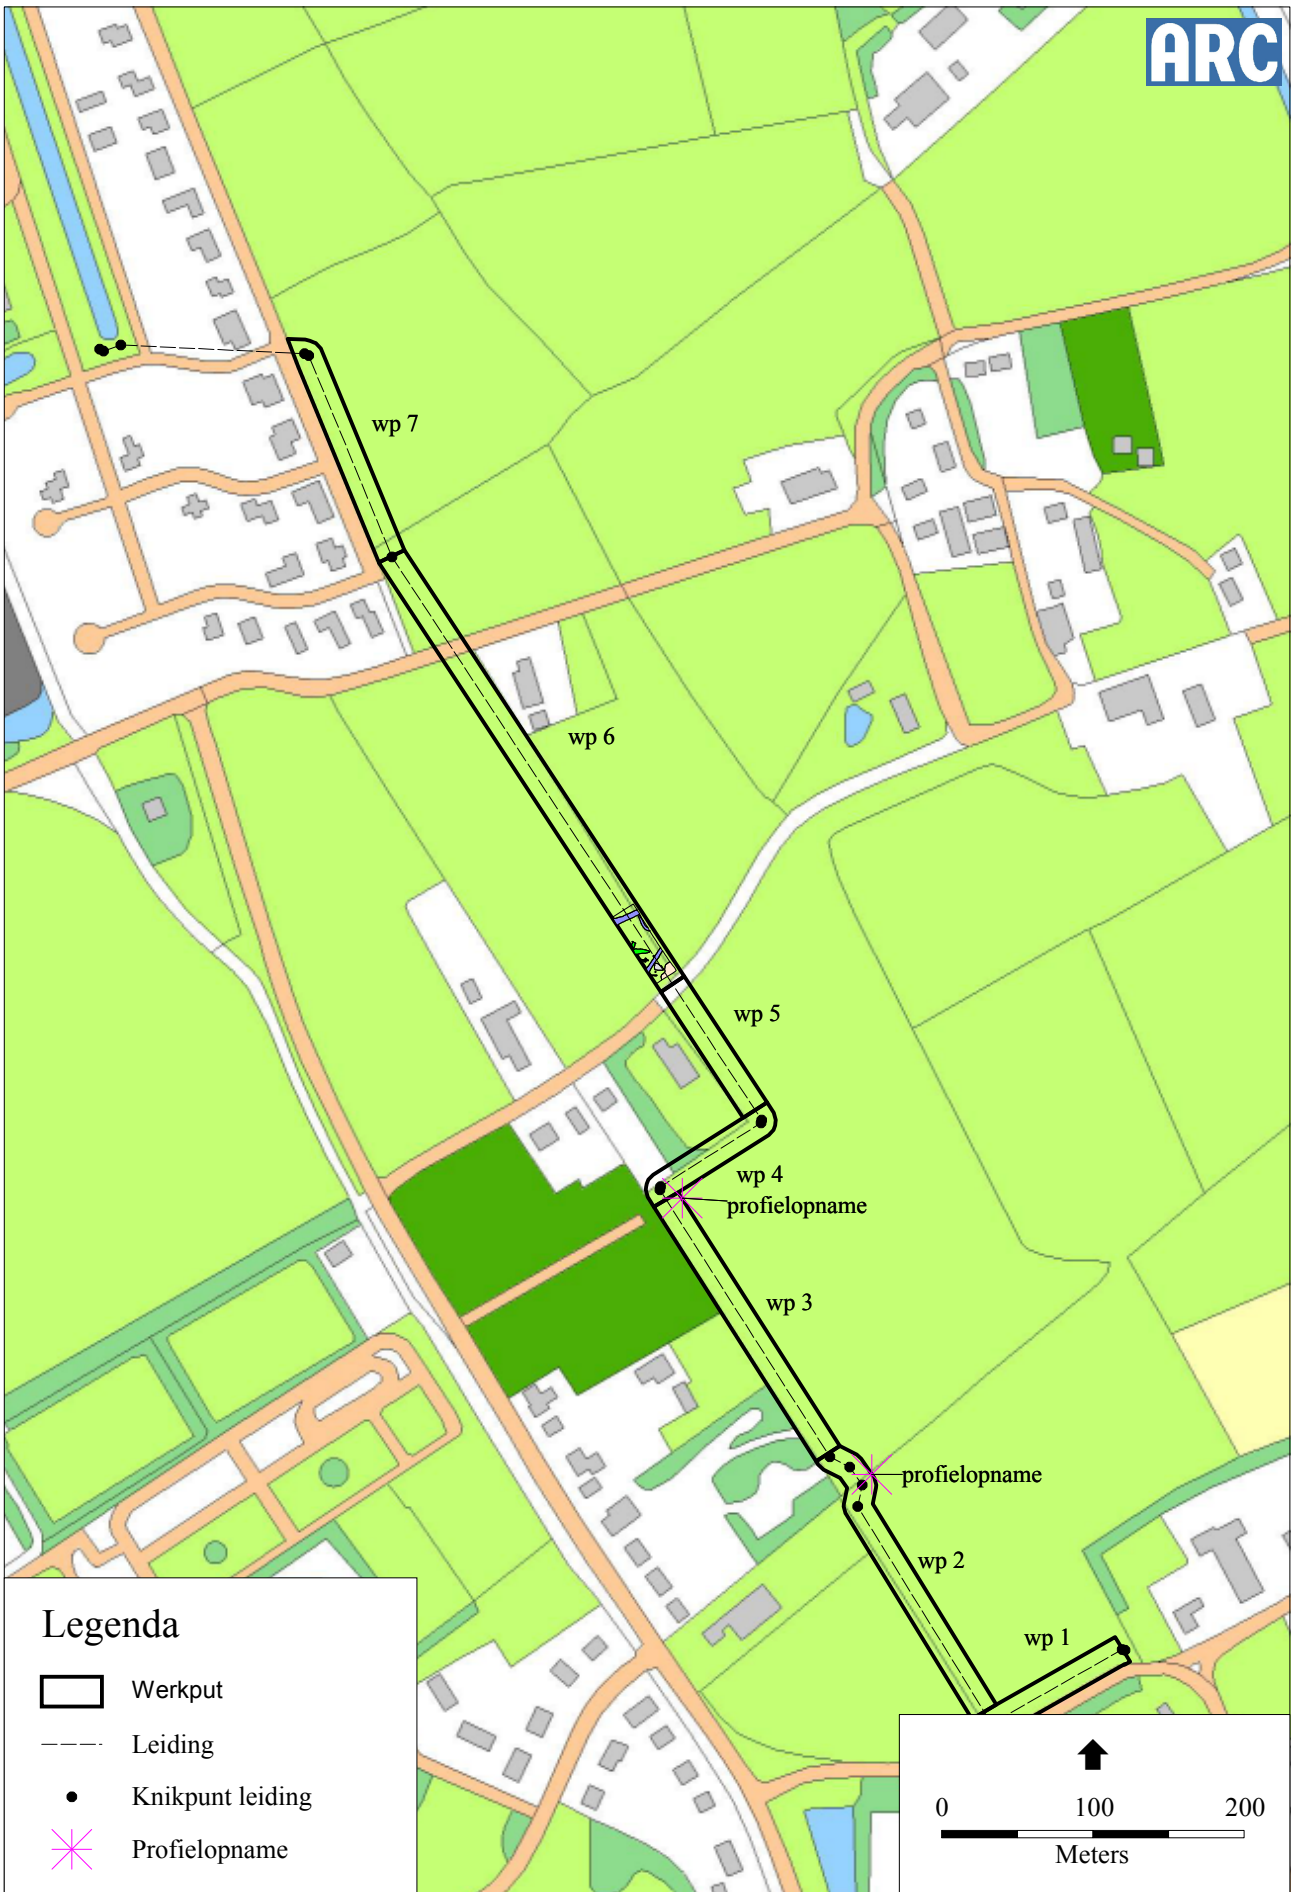 ARC
wp 7
wp 6
wp 5
wp 4
profielopname
wp 3
profielopname
wp 2
wp 1
Legenda
Werkput
Leiding
Knikpunt leiding
Profielopname
0 100 200
Meters